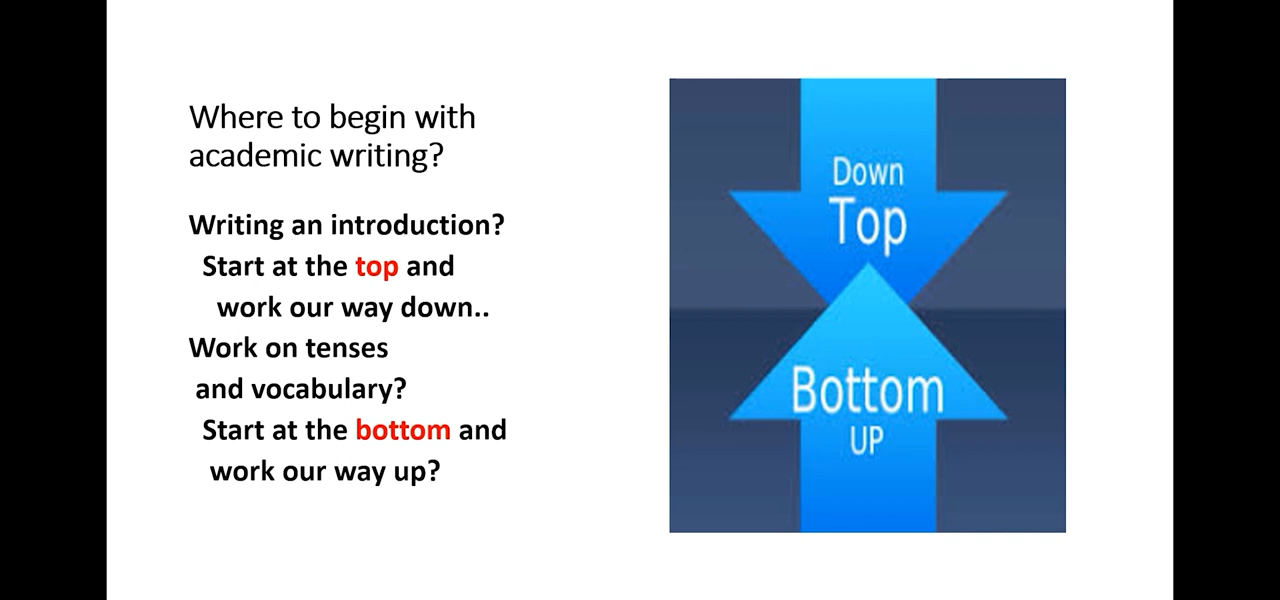 Where to begin with
academic writing?
Writing an introduction?
Start at the top and
work our way down..
Work on tenses
and vocabulary?
Start at the bottom and
work our way up?
Down
Top
Bottom
UP